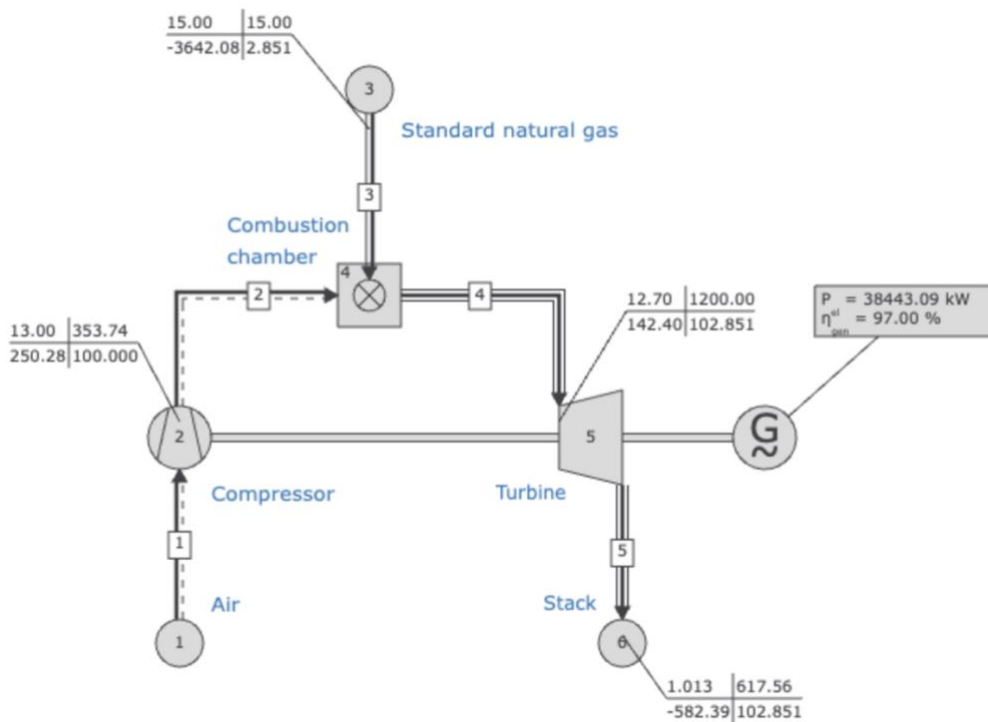 15.00 15.00
-3642.08 2.851
3
Standard natural gas
3
Combustion
chamber
4
2
4
12.70 1200.00
142.40 102.851
P = 38443.09 kW
η el gen = 97.00 %
13.00 353.74
250.28 100.000
2
5
G
~
Compressor
Turbine
1
5
Air
Stack
1
6
1.013 617.56
-582.39 102.851